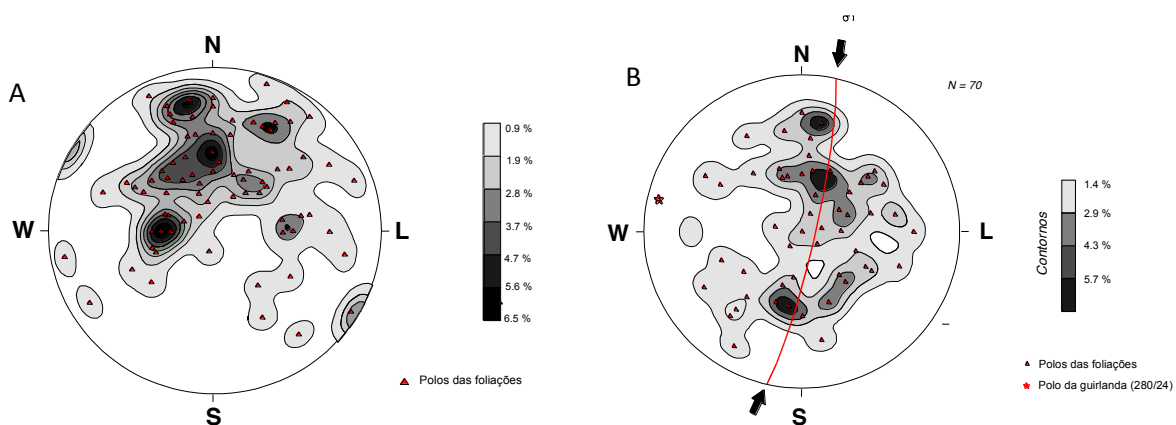 A
N
W
L
S
0.9 %
1.9 %
2.8 %
3.7 %
4.7 %
5.6 %
6.5 %
Polos das foliações
B
σ1
N
N = 70
W
L
S
Contornos
1.4 %
2.9 %
4.3 %
5.7 %
Polos das foliações
Polo da guirlanda (280/24)